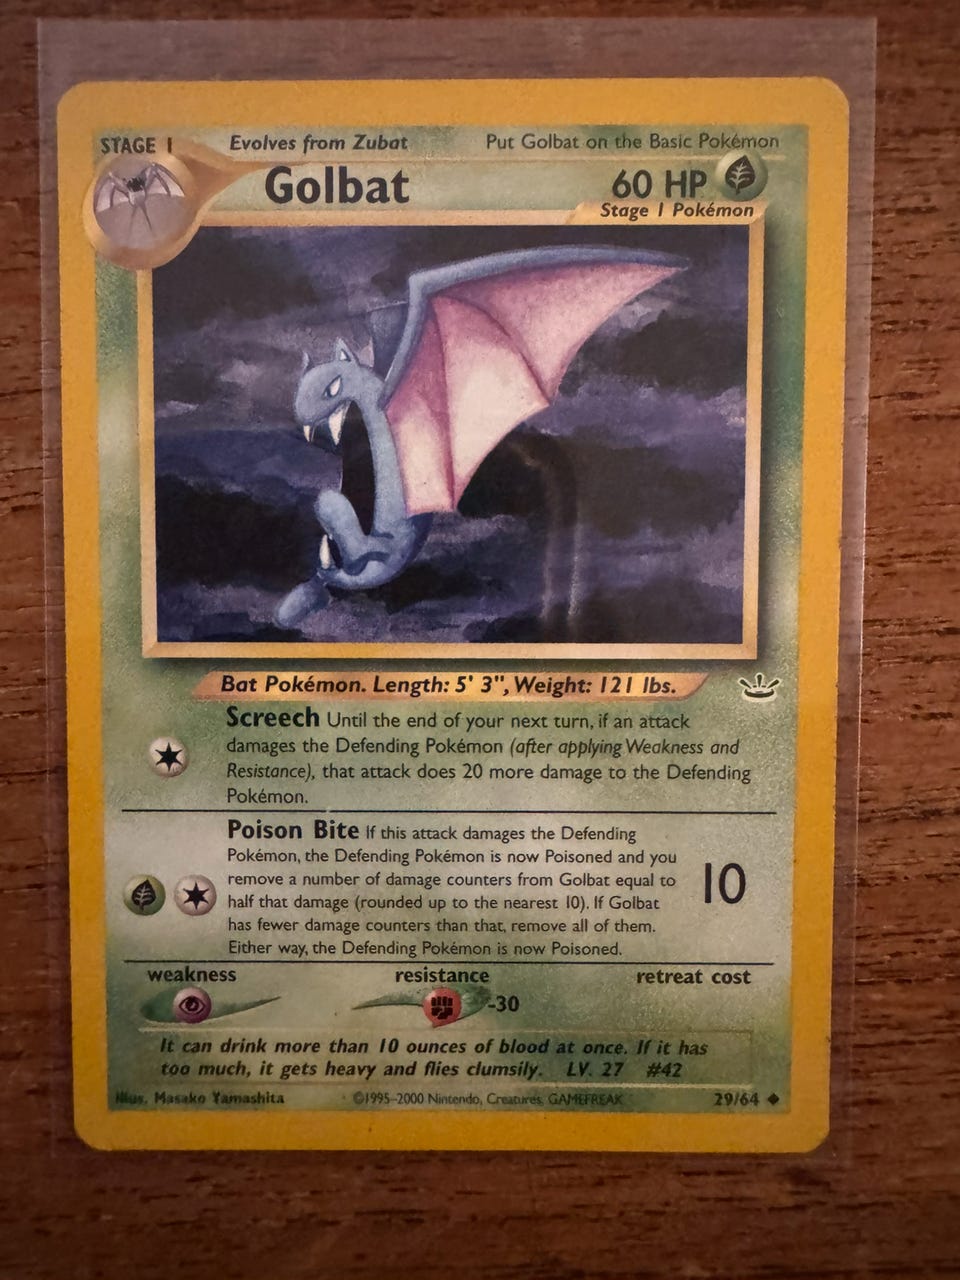 STAGE 1 Evolves from Zubat Put Golbat on the Basic Pokémon
Golbat 60 HP
Stage 1 Pokémon
Bat Pokémon. Length: 5' 3", Weight: 121 lbs.
Screech Until the end of your next turn, if an attack
damages the Defending Pokémon (after applying Weakness and
Resistance), that attack does 20 more damage to the Defending
Pokémon.
Poison Bite If this attack damages the Defending
Pokémon, the Defending Pokémon is now Poisoned and you
remove a number of damage counters from Golbat equal to
half that damage (rounded up to the nearest 10). If Golbat
has fewer damage counters than that, remove all of them.
Either way, the Defending Pokémon is now Poisoned.
10
weakness resistance retreat cost
-30
It can drink more than 10 ounces of blood at once. If it has
too much, it gets heavy and flies clumsily. LV. 27 #42
Illus. Masako Yamashita ©1995–2000 Nintendo, Creatures, GAMEFREAK 29/64